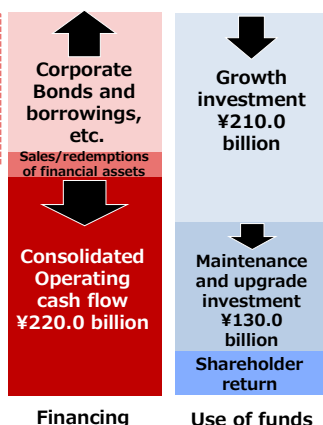 Corporate
Bonds and
borrowings,
etc.
Sales/redemptions
of financial assets
Consolidated
Operating
cash flow
¥220.0 billion
Financing
Growth
investment
¥210.0
billion
Maintenance
and upgrade
investment
¥130.0
billion
Shareholder
return
Use of funds